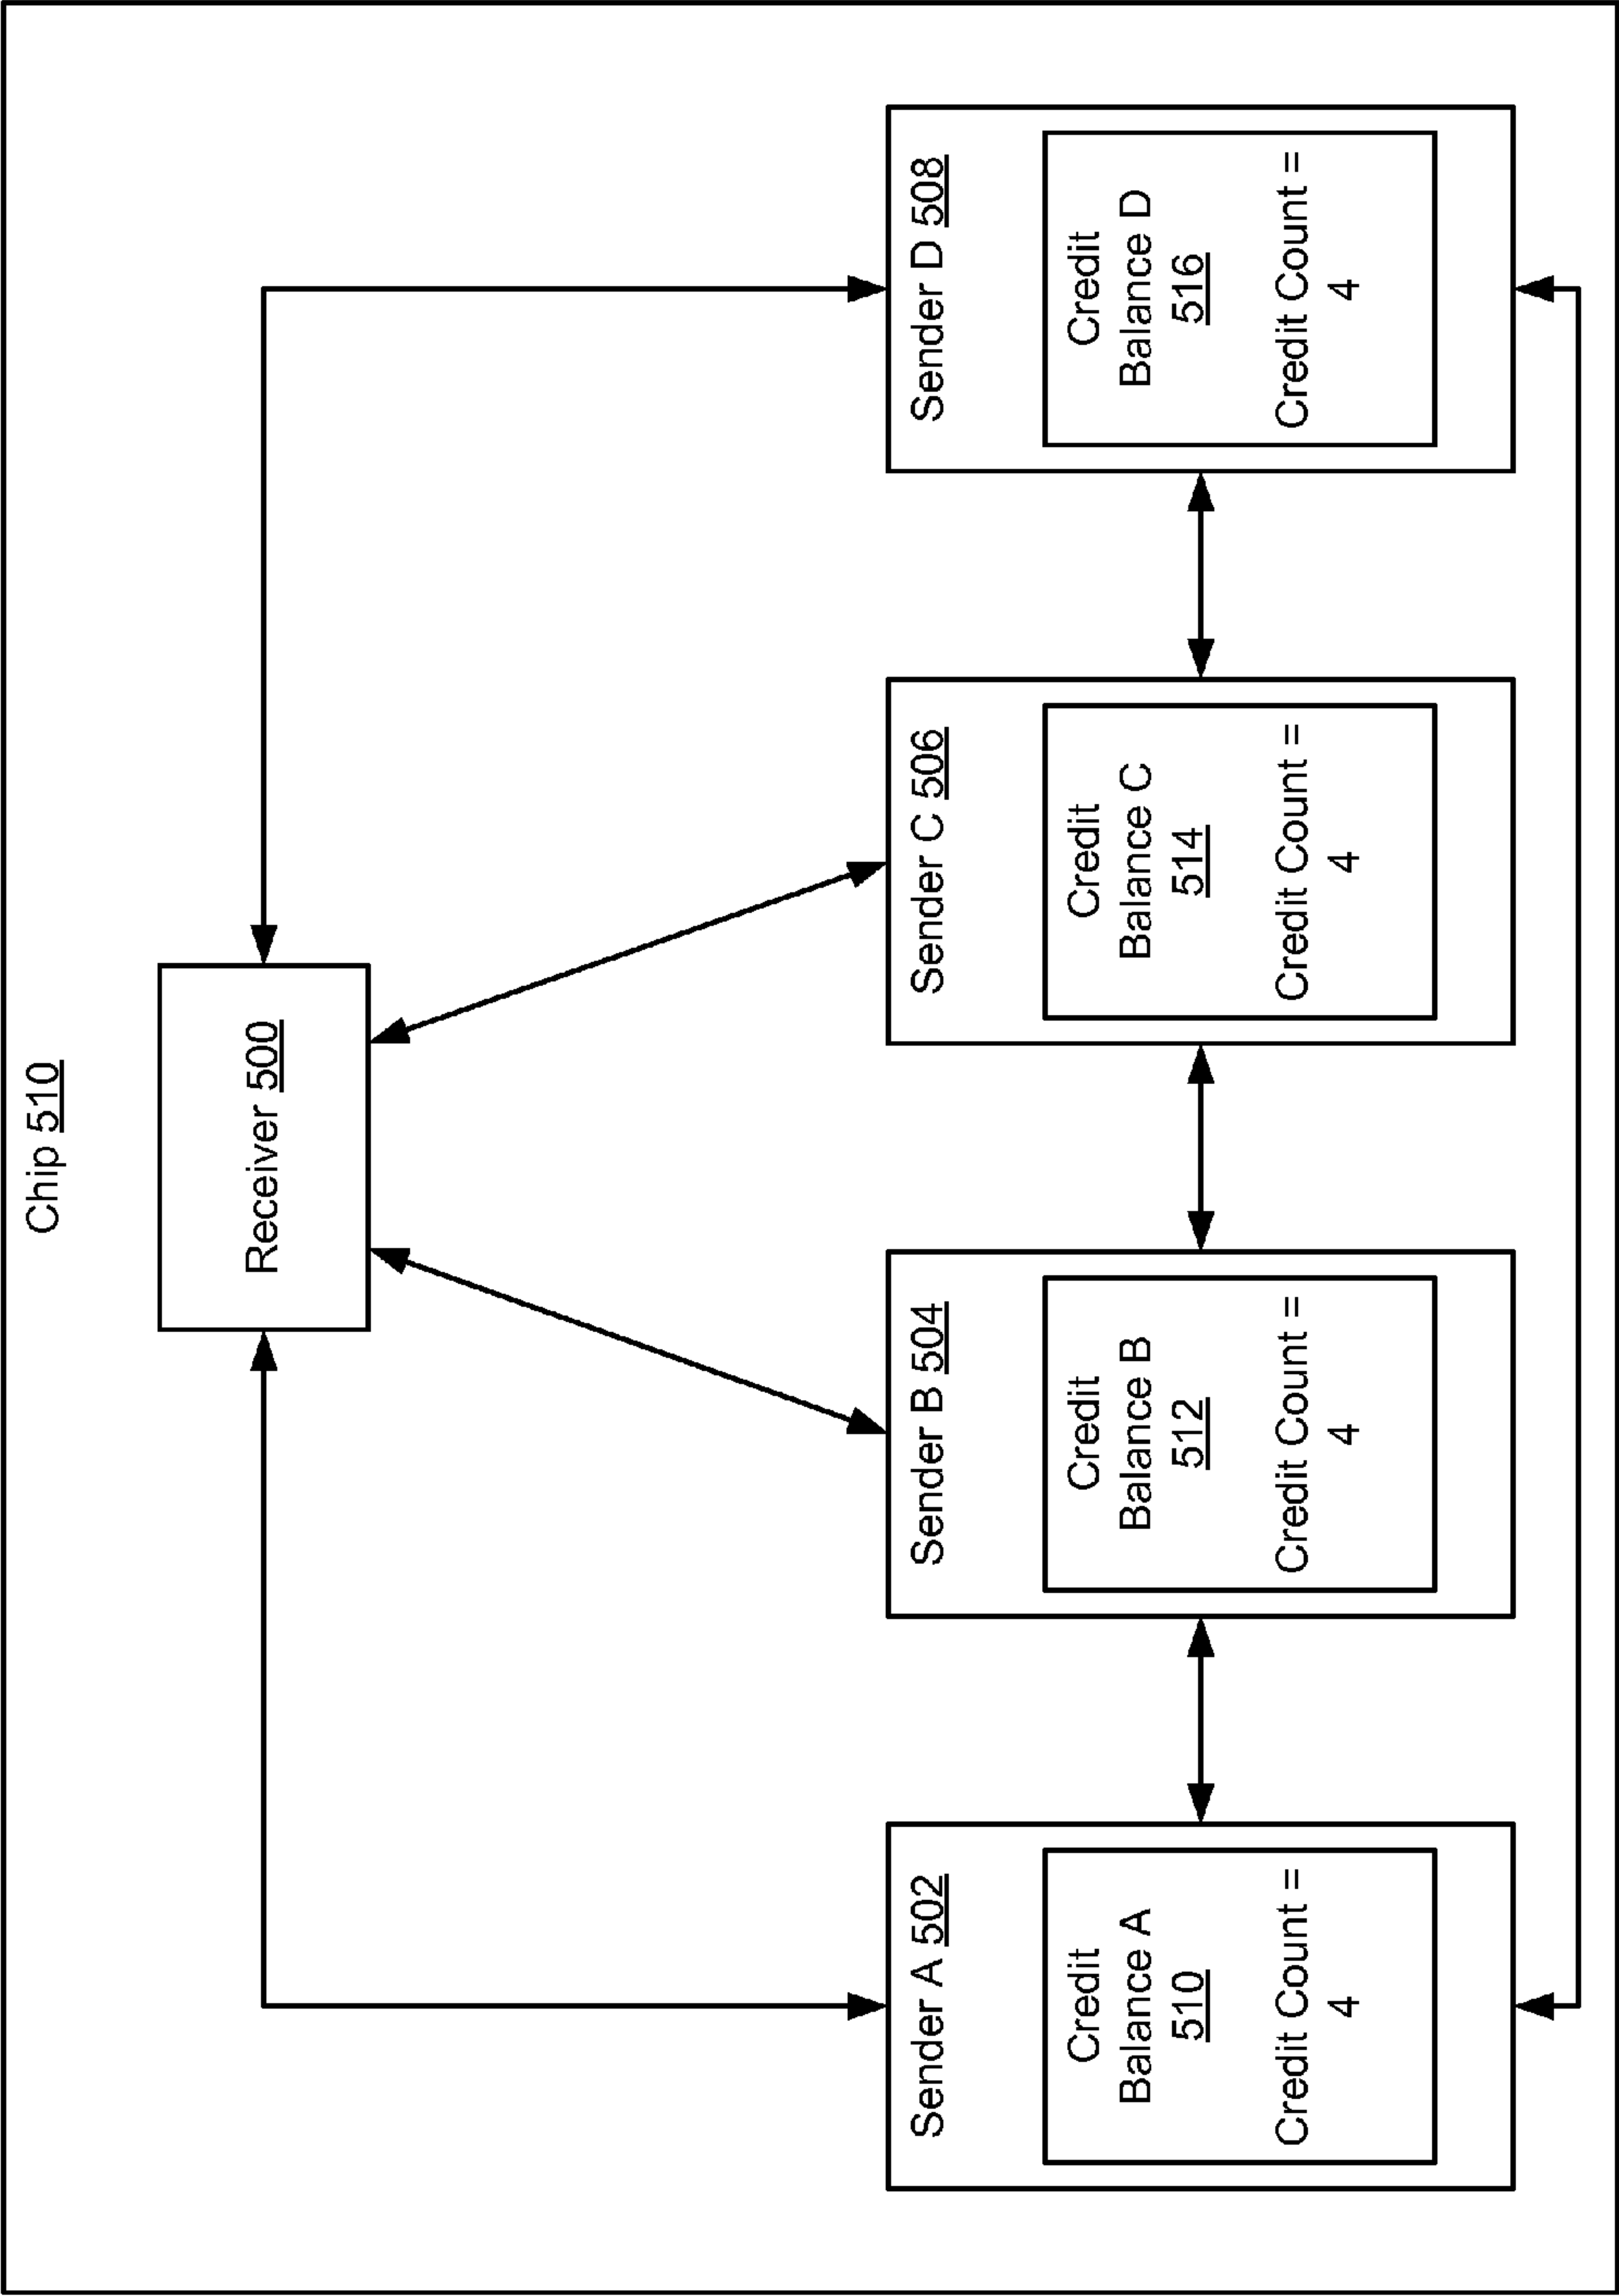 Chip 510
Receiver 500
Sender A 502
Credit
Balance A
510
Credit Count =
4
Sender B 504
Credit
Balance B
512
Credit Count =
4
Sender C 506
Credit
Balance C
514
Credit Count =
4
Sender D 508
Credit
Balance D
516
Credit Count =
4